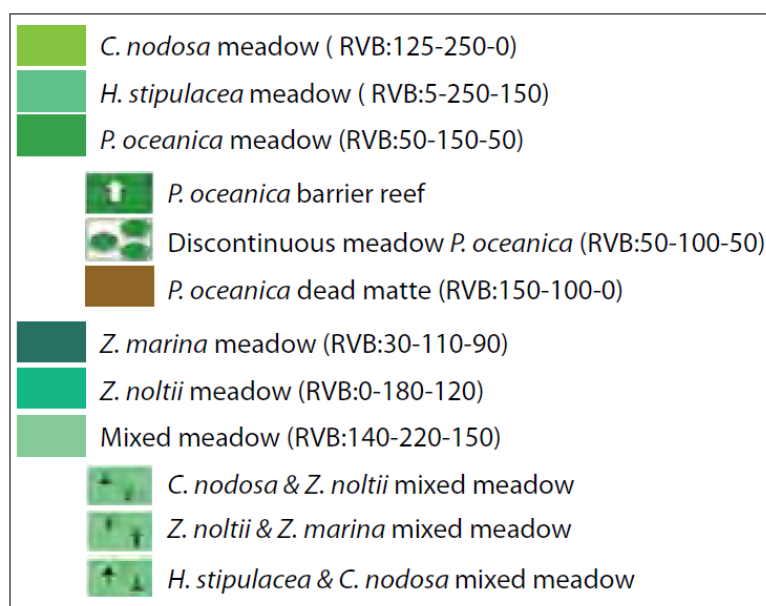 C. nodosa meadow ( RVB:125-250-0)
H. stipulacea meadow ( RVB:5-250-150)
P. oceanica meadow (RVB:50-150-50)
P. oceanica barrier reef
Discontinuous meadow P. oceanica (RVB:50-100-50)
P. oceanica dead matte (RVB:150-100-0)
Z. marina meadow (RVB:30-110-90)
Z. noltii meadow (RVB:0-180-120)
Mixed meadow (RVB:140-220-150)
C. nodosa & Z. noltii mixed meadow
Z. noltii & Z. marina mixed meadow
H. stipulacea & C. nodosa mixed meadow